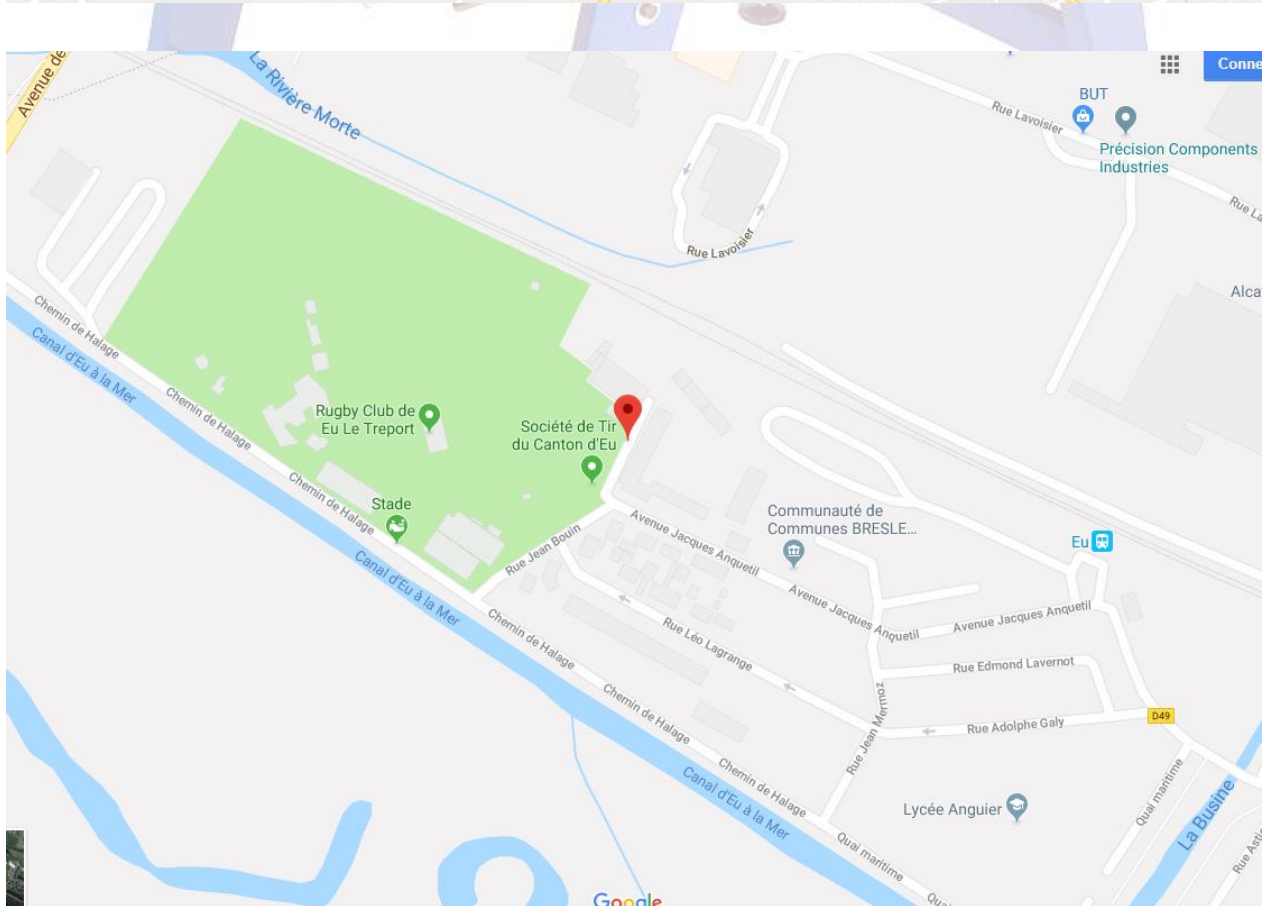 Avenue de
La Rivière Morte
Conne
BUT
Rue Lavoisier
Précision Components
Industries
Rue La
Rue Lavoisier
Alca
Chemin de Halage
Canal d'Eu à la Mer
Chemin de Halage
Rugby Club de
Eu Le Treport
Société de Tir
du Canton d'Eu
Chemin de Halage
Stade
Communauté de
Communes BRESLE...
Avenue Jacques Anquetil
Eu
Rue Jean Bouin
Canal d'Eu à la Mer
Avenue Jacques Anquetil
Avenue Jacques Anquetil
Chemin de Halage
Rue Léo Lagrange
Rue Edmond Lavernot
Chemin de Halage
Rue Jean Mermoz
D49
Rue Adolphe Galy
Chemin de Halage
Canal d'Eu à la Mer
Lycée Anguier
Quai maritime
La Busine
Quai maritime
Rue Astic
Quai
Google